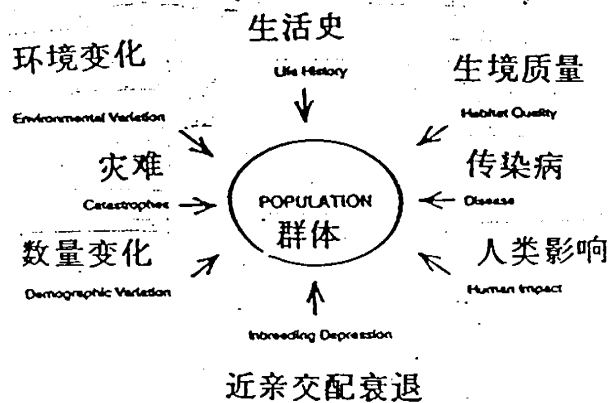 生活史
Life History
环境变化
Environmental Variation
生境质量
Habitat Quality
灾难
Catastrophes
传染病
Disease
POPULATION
群体
数量变化
Demographic Variation
人类影响
Human Impact
Inbreeding Depression
近亲交配衰退